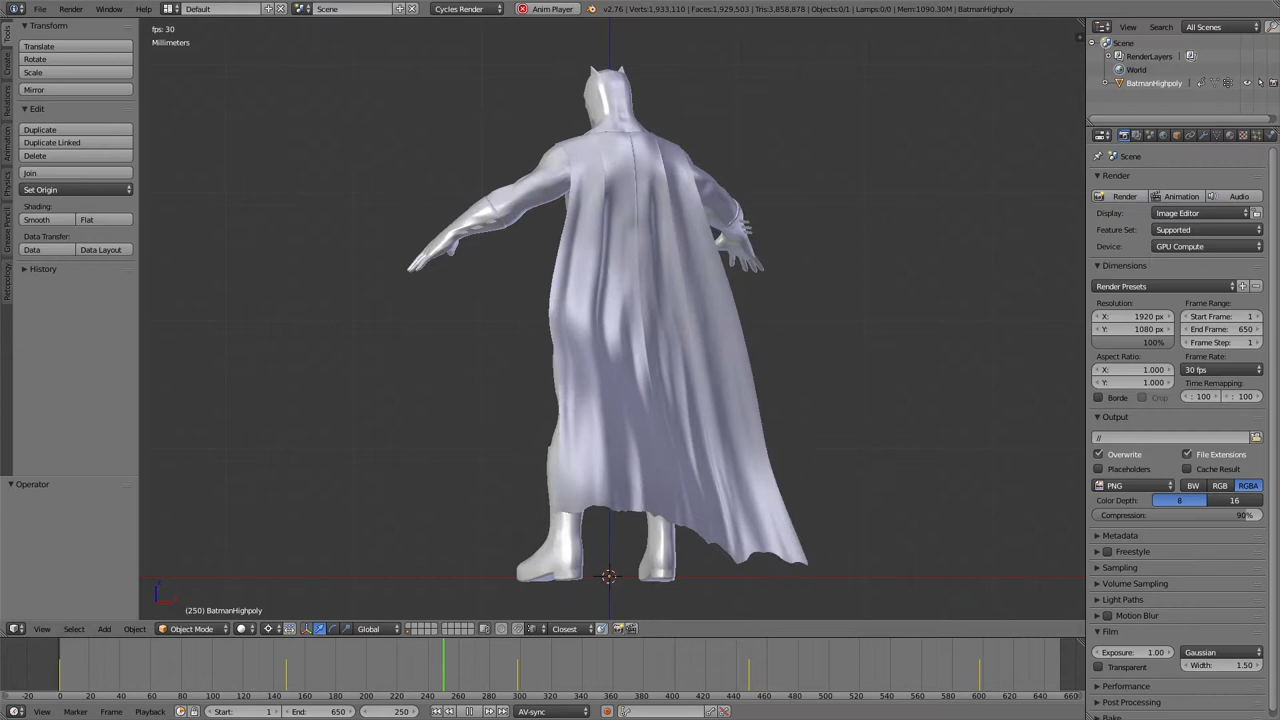 File Render Window Help Default Scene Cycles Render Anim Player v2.76 | Verts:1,933,110 | Faces:1,929,503 | Tris:3,858,878 | Objects:0/1 | Lamps:0/0 | Mem:1090.30M | BatmanHighpoly
Tools
Create
Relations
Animation
Physics
Grease Pencil
Retopology
Transform
Translate
Rotate
Scale
Mirror
Edit
Duplicate
Duplicate Linked
Delete
Join
Set Origin
Shading:
Smooth Flat
Data Transfer:
Data Data Layout
History
Operator
fps: 30
Millimeters
(250) BatmanHighpoly
View Select Add Object Object Mode Global Closest
-20 0 20 40 60 80 100 120 140 160 180 200 220 240 260 280 300 320 340 360 380 400 420 440 460 480 500 520 540 560 580 600 620 640 660
View Marker Frame Playback Start: 1 End: 650 250 AV-sync
View Search All Scenes
Scene
RenderLayers
World
BatmanHighpoly
Scene
Render
Render Animation Audio
Display: Image Editor
Feature Set: Supported
Device: GPU Compute
Dimensions
Render Presets
Resolution: Frame Range:
X: 1920 px Start Frame: 1
Y: 1080 px End Frame: 650
100% Frame Step: 1
Aspect Ratio: Frame Rate:
X: 1.000 30 fps
Y: 1.000 Time Remapping:
Borde Crop : 100 : 100
Output
//
Overwrite File Extensions
Placeholders Cache Result
PNG BW RGB RGBA
Color Depth: 8 16
Compression: 90%
Metadata
Freestyle
Sampling
Volume Sampling
Light Paths
Motion Blur
Film
Exposure: 1.00 Gaussian
Transparent Width: 1.50
Performance
Post Processing
Bake